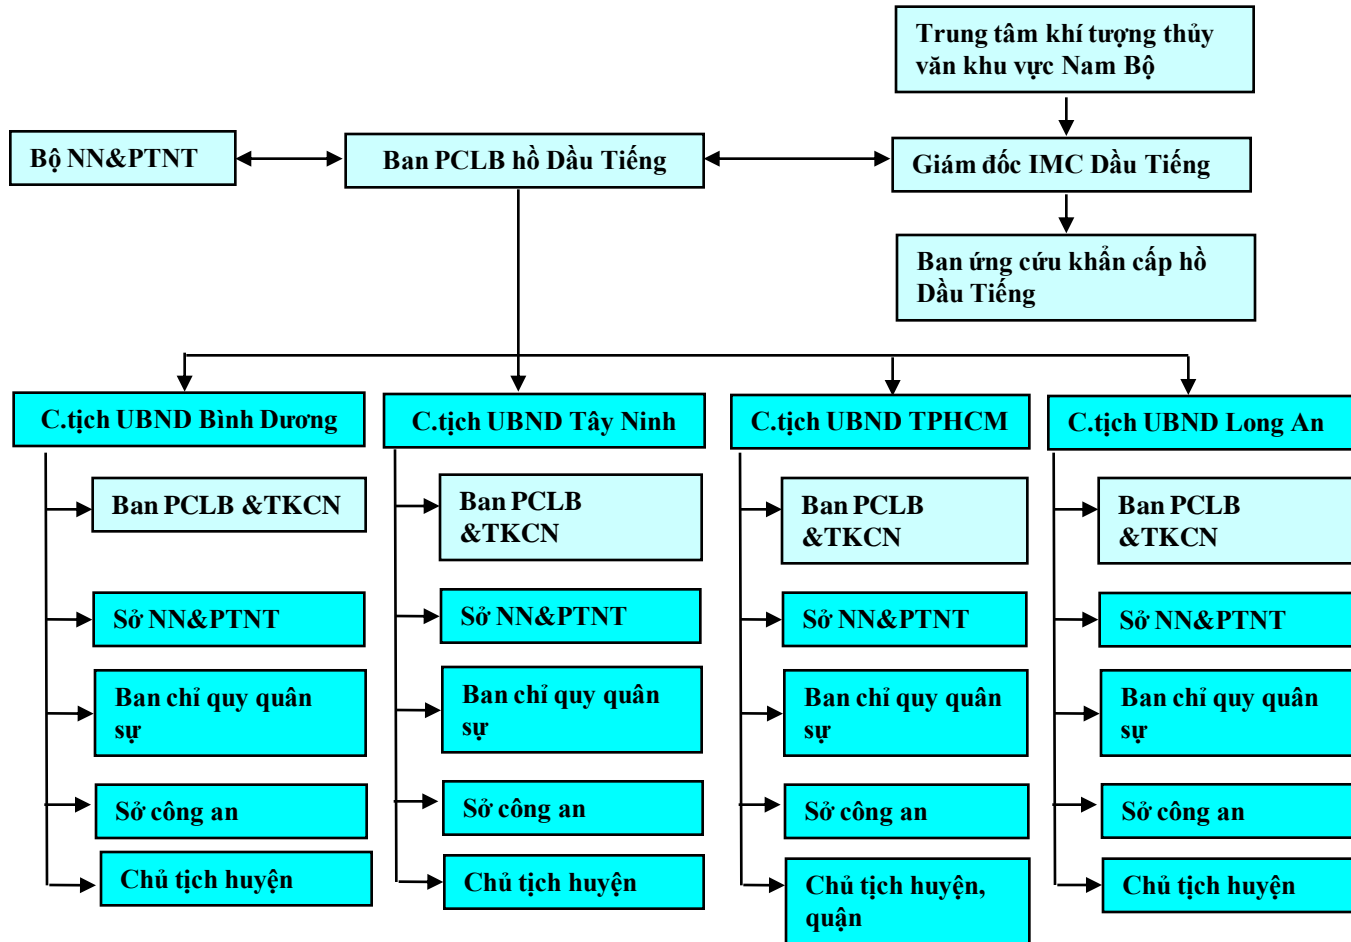 Trung tâm khí tượng thủy
văn khu vực Nam Bộ
Bộ NN&PTNT
Ban PCLB hồ Dầu Tiếng
Giám đốc IMC Dầu Tiếng
Ban ứng cứu khẩn cấp hồ
Dầu Tiếng
C.tịch UBND Bình Dương
C.tịch UBND Tây Ninh
C.tịch UBND TPHCM
C.tịch UBND Long An
Ban PCLB &TKCN
Ban PCLB
&TKCN
Ban PCLB
&TKCN
Ban PCLB
&TKCN
Sở NN&PTNT
Sở NN&PTNT
Sở NN&PTNT
Sở NN&PTNT
Ban chỉ quy quân
sự
Ban chỉ quy quân
sự
Ban chỉ quy quân
sự
Ban chỉ quy quân
sự
Sở công an
Sở công an
Sở công an
Sở công an
Chủ tịch huyện
Chủ tịch huyện
Chủ tịch huyện,
quận
Chủ tịch huyện